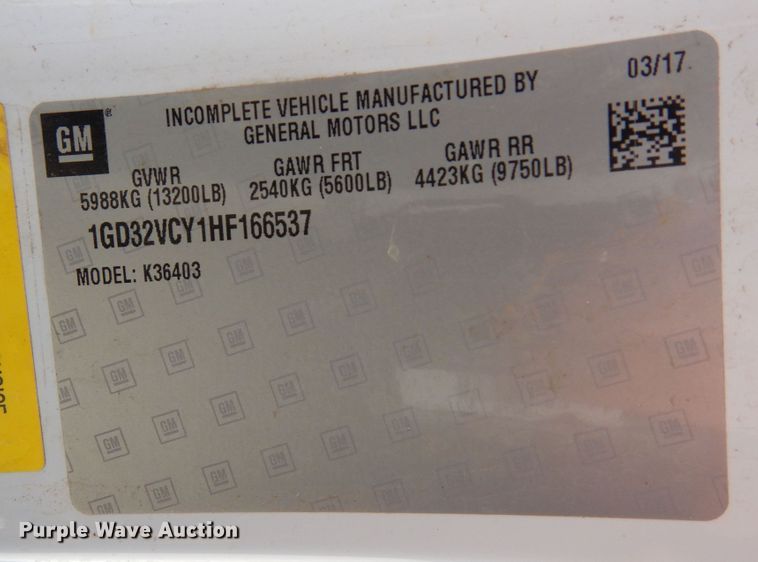 03/17
GM
INCOMPLETE VEHICLE MANUFACTURED BY
GENERAL MOTORS LLC
GVWR
5988KG (13200LB)
GAWR FRT
2540KG (5600LB)
GAWR RR
4423KG (9750LB)
1GD32VCY1HF166537
MODEL: K36403
Purple Wave Auction